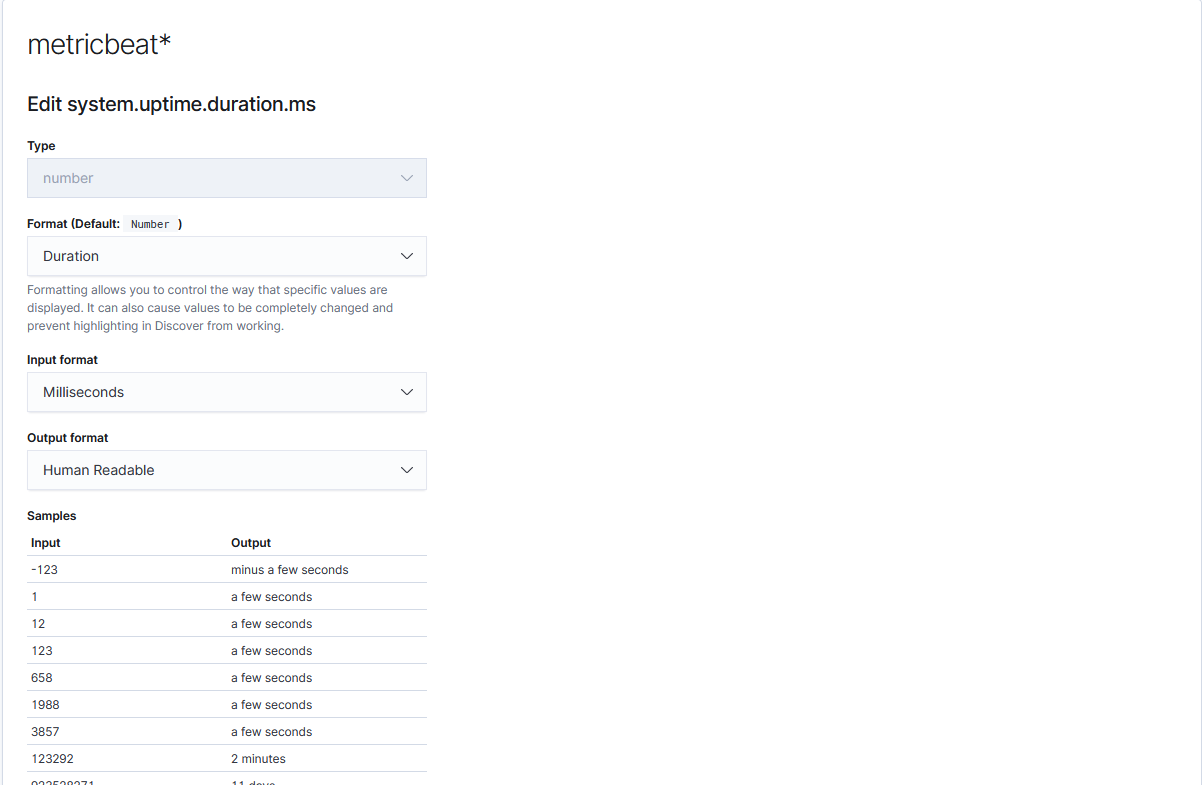 metricbeat*
Edit system.uptime.duration.ms
Type
number
Format (Default: Number )
Duration
Formatting allows you to control the way that specific values are
displayed. It can also cause values to be completely changed and
prevent highlighting in Discover from working.
Input format
Milliseconds
Output format
Human Readable
Samples
Input Output
-123 minus a few seconds
1 a few seconds
12 a few seconds
123 a few seconds
658 a few seconds
1988 a few seconds
3857 a few seconds
123292 2 minutes
11 days